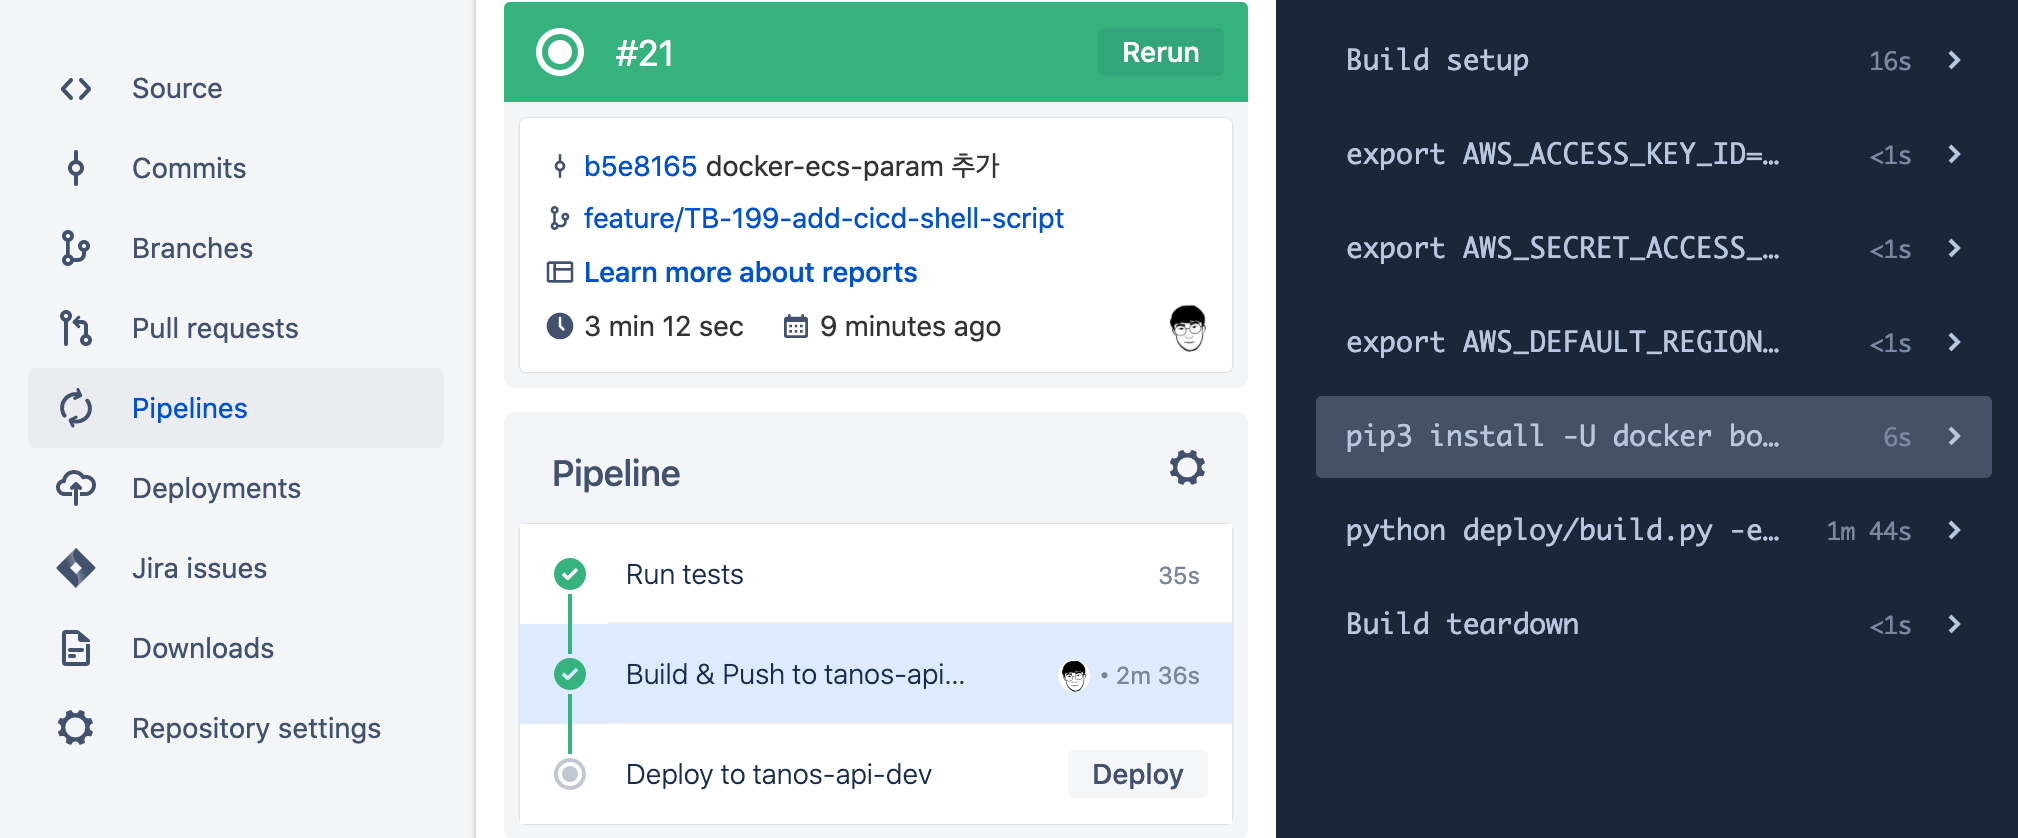 Source
Commits
Branches
Pull requests
Pipelines
Deployments
Jira issues
Downloads
Repository settings
#21
Rerun
b5e8165 docker-ecs-param 추가
feature/TB-199-add-cicd-shell-script
Learn more about reports
3 min 12 sec 9 minutes ago
Pipeline
Run tests 35s
Build & Push to tanos-api... • 2m 36s
Deploy to tanos-api-dev Deploy
Build setup 16s
export AWS_ACCESS_KEY_ID=… <1s
export AWS_SECRET_ACCESS_… <1s
export AWS_DEFAULT_REGION… <1s
pip3 install -U docker bo… 6s
python deploy/build.py -e… 1m 44s
Build teardown <1s